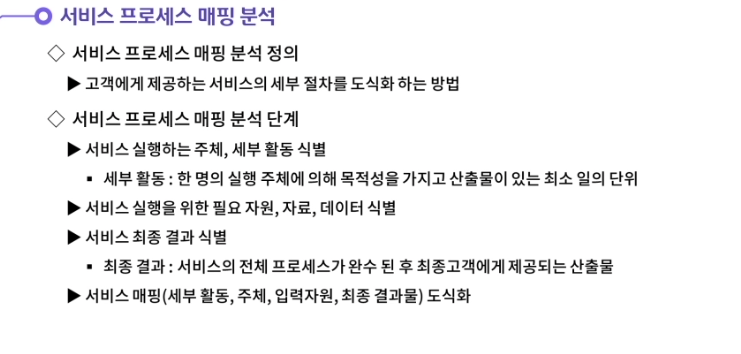 서비스 프로세스 매핑 분석
◇ 서비스 프로세스 매핑 분석 정의
▶ 고객에게 제공하는 서비스의 세부 절차를 도식화 하는 방법
◇ 서비스 프로세스 매핑 분석 단계
▶ 서비스 실행하는 주체, 세부 활동 식별
▪ 세부 활동 : 한 명의 실행 주체에 의해 목적성을 가지고 산출물이 있는 최소 일의 단위
▶ 서비스 실행을 위한 필요 자원, 자료, 데이터 식별
▶ 서비스 최종 결과 식별
▪ 최종 결과 : 서비스의 전체 프로세스가 완수 된 후 최종고객에게 제공되는 산출물
▶ 서비스 매핑(세부 활동, 주체, 입력자원, 최종 결과물) 도식화